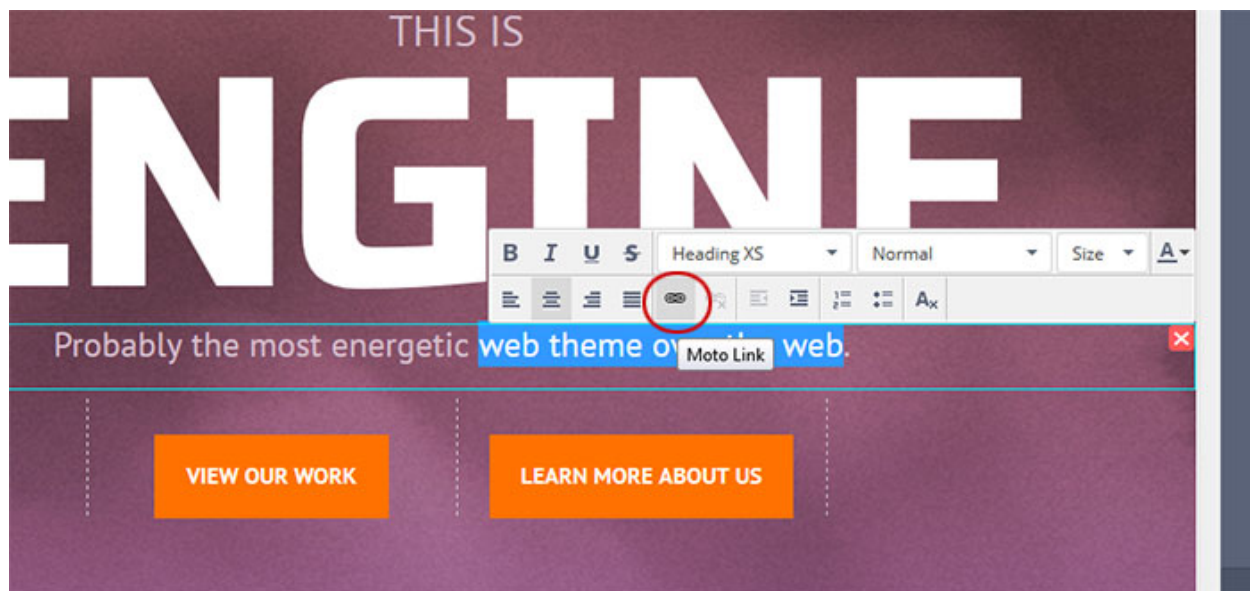 THIS IS
ENGINE
B I U S Heading XS Normal Size A
Probably the most energetic web theme ov web.
Moto Link
VIEW OUR WORK
LEARN MORE ABOUT US